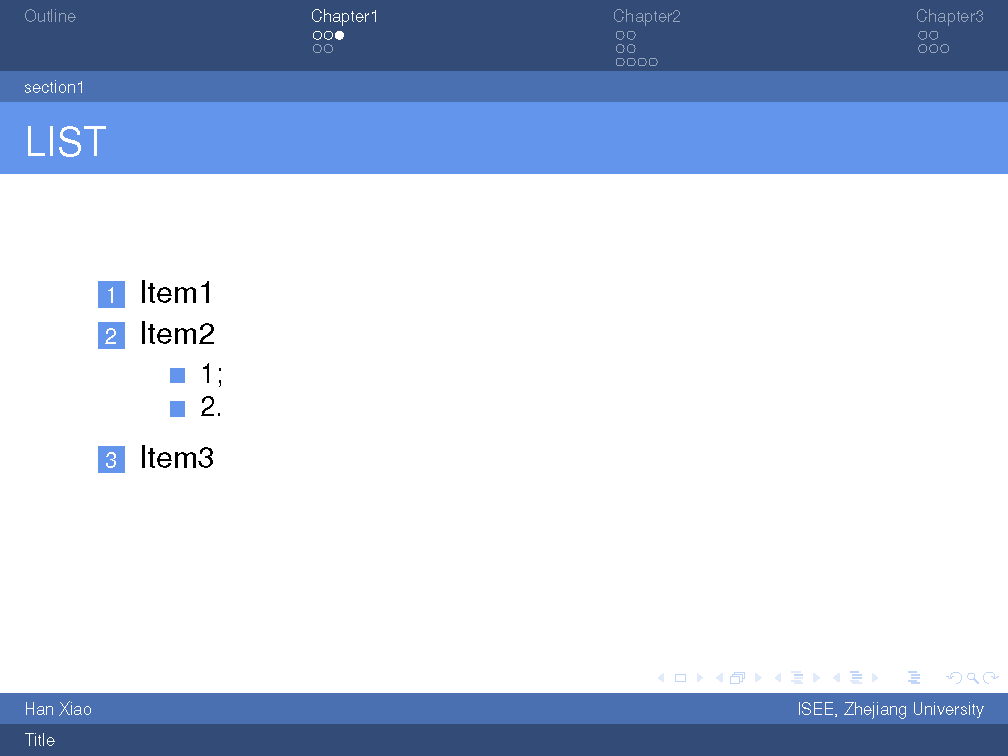 Outline Chapter1 Chapter2 Chapter3
section1
LIST
1 Item1
2 Item2
1;
2.
3 Item3
Han Xiao ISEE, Zhejiang University
Title